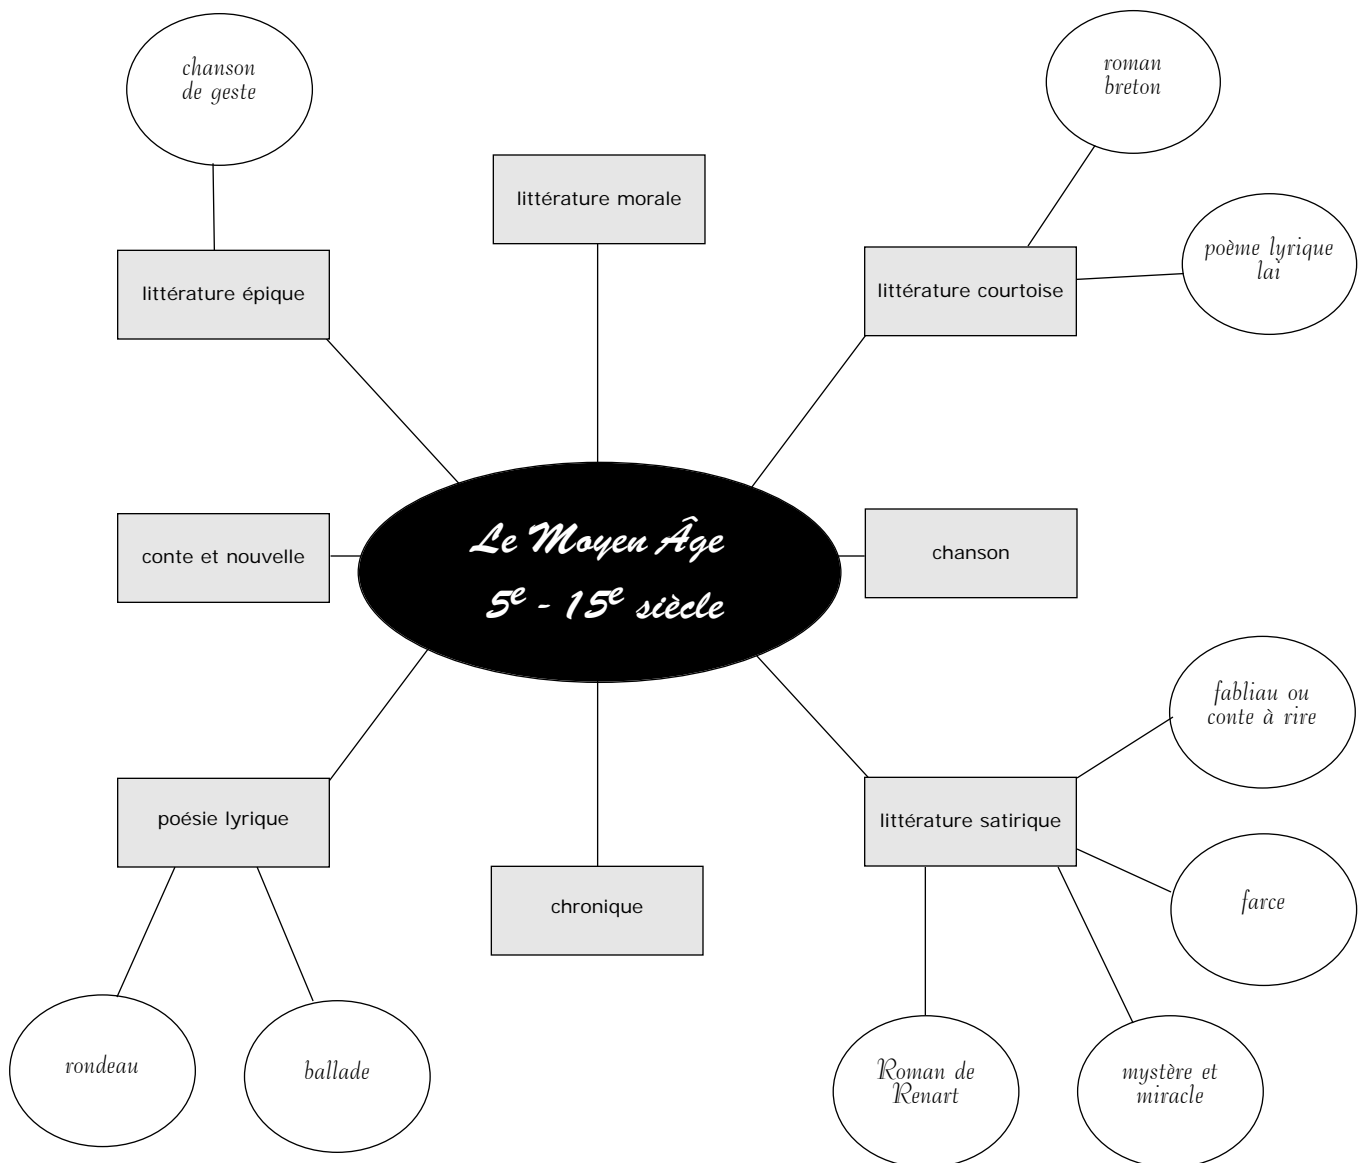 chanson
de geste
roman
breton
littérature morale
poème lyrique
lai
littérature épique
littérature courtoise
Le Moyen Âge
5e - 15e siècle
conte et nouvelle
chanson
fabliau ou
conte à rire
poésie lyrique
littérature satirique
chronique
farce
rondeau
ballade
Roman de
Renart
mystère et
miracle